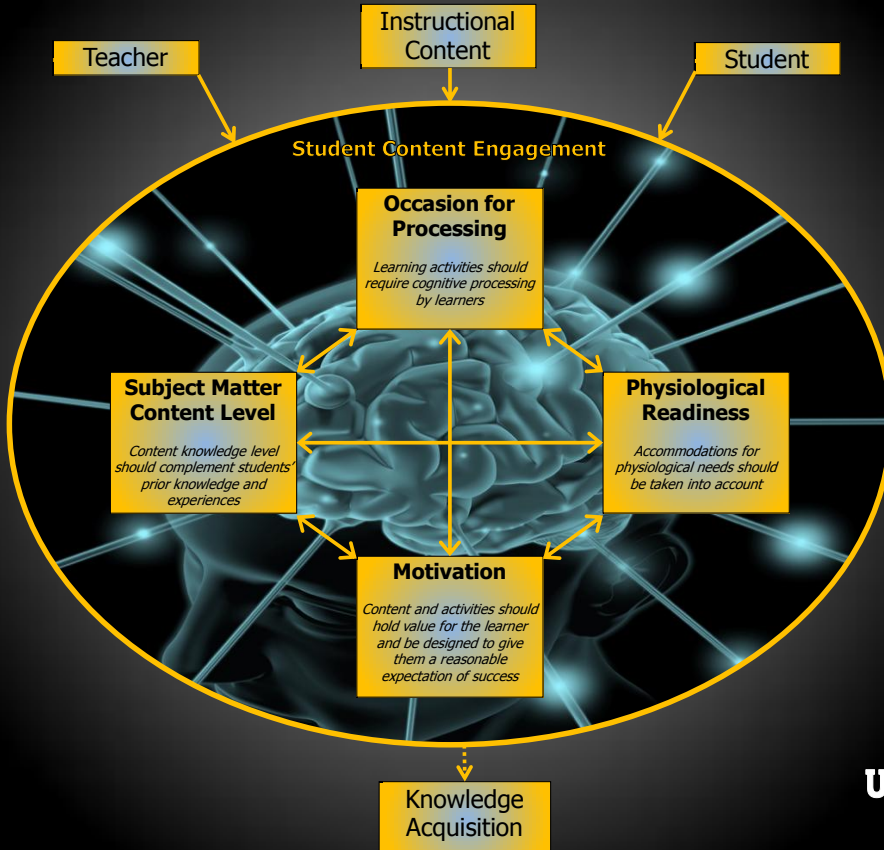 Instructional
Content
Teacher
Student
Student Content Engagement
Occasion for
Processing
Learning activities should
require cognitive processing
by learners
Subject Matter
Content Level
Content knowledge level
should complement students'
prior knowledge and
experiences
Physiological
Readiness
Accommodations for
physiological needs should
be taken into account
Motivation
Content and activities should
hold value for the learner
and be designed to give
them a reasonable
expectation of success
Knowledge
Acquisition
U